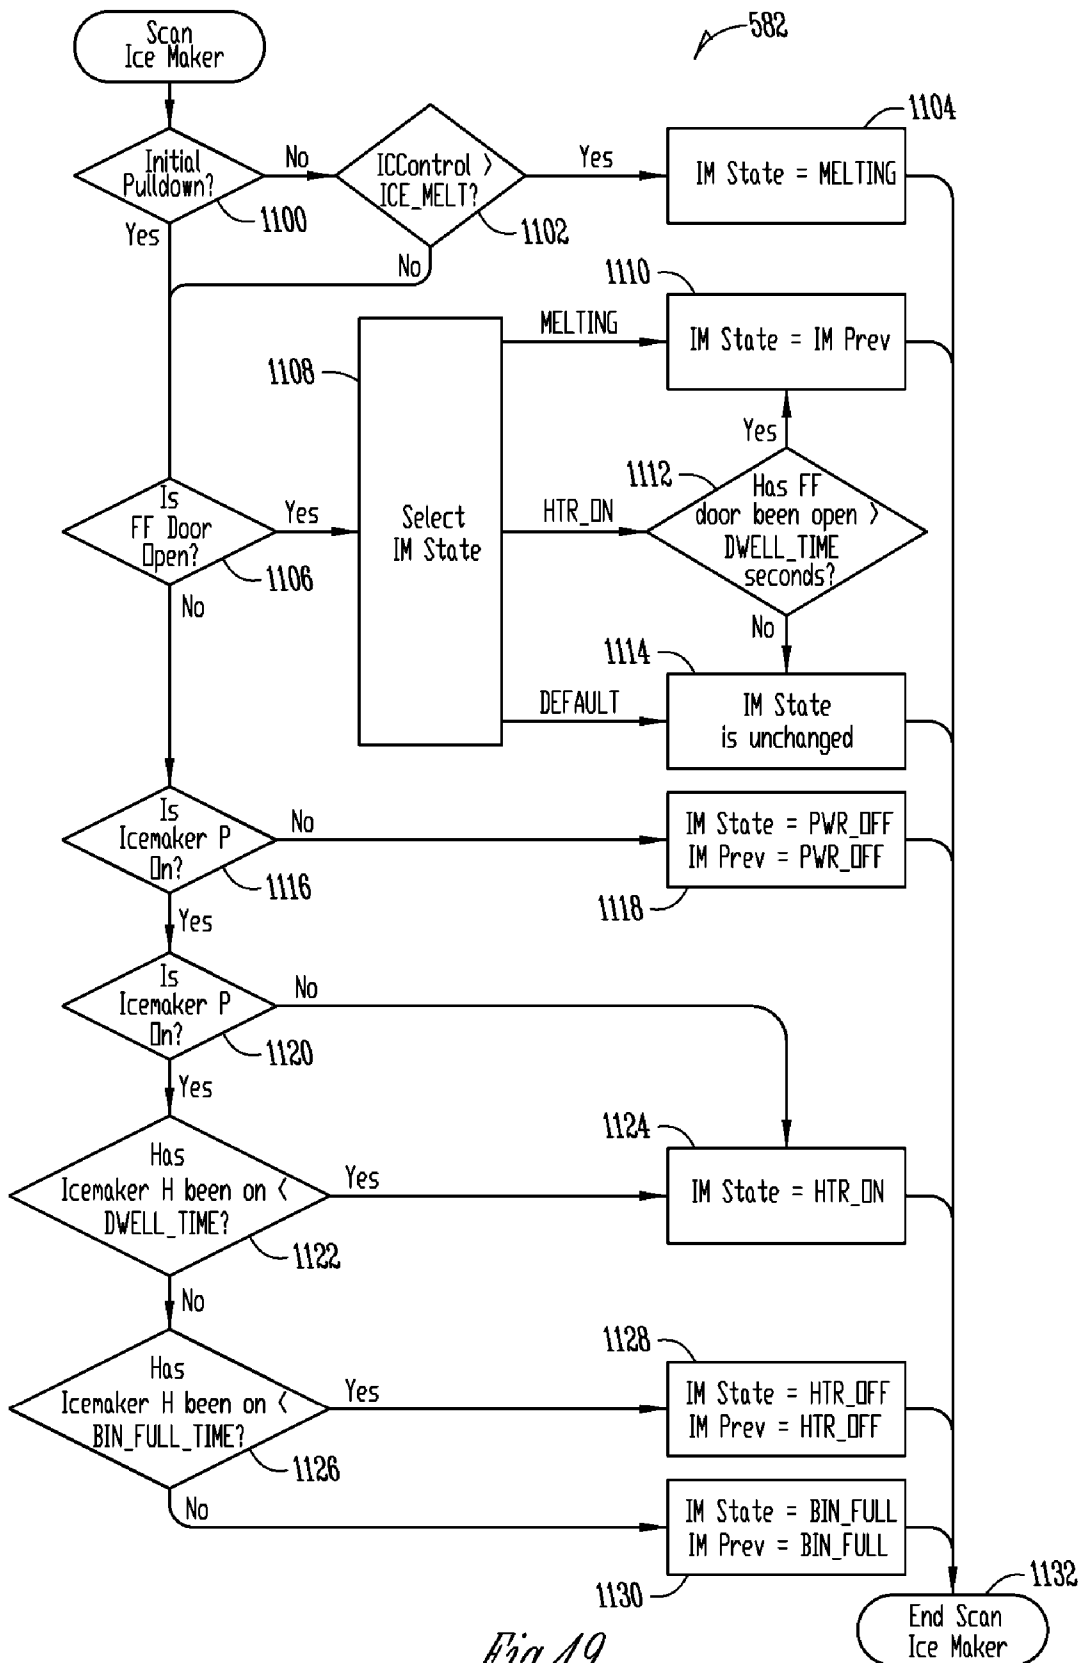 Scan
Ice Maker
582
Initial
Pulldown?
1100
No
Yes
ICControl >
ICE_MELT?
1102
Yes
No
1104
IM State = MELTING
1108
Select
IM State
MELTING
1110
IM State = IM Prev
Yes
HTR_ON
1112
Has FF
door been open >
DWELL_TIME
seconds?
No
DEFAULT
1114
IM State
is unchanged
Is
FF Door
Open?
1106
Yes
No
Is
Icemaker P
On?
1116
No
IM State = PWR_OFF
IM Prev = PWR_OFF
1118
Yes
Is
Icemaker P
On?
1120
No
Yes
Has
Icemaker H been on <
DWELL_TIME?
1122
Yes
1124
IM State = HTR_ON
No
Has
Icemaker H been on <
BIN_FULL_TIME?
1126
Yes
1128
IM State = HTR_OFF
IM Prev = HTR_OFF
No
IM State = BIN_FULL
IM Prev = BIN_FULL
1130
1132
End Scan
Ice Maker
Fig.49